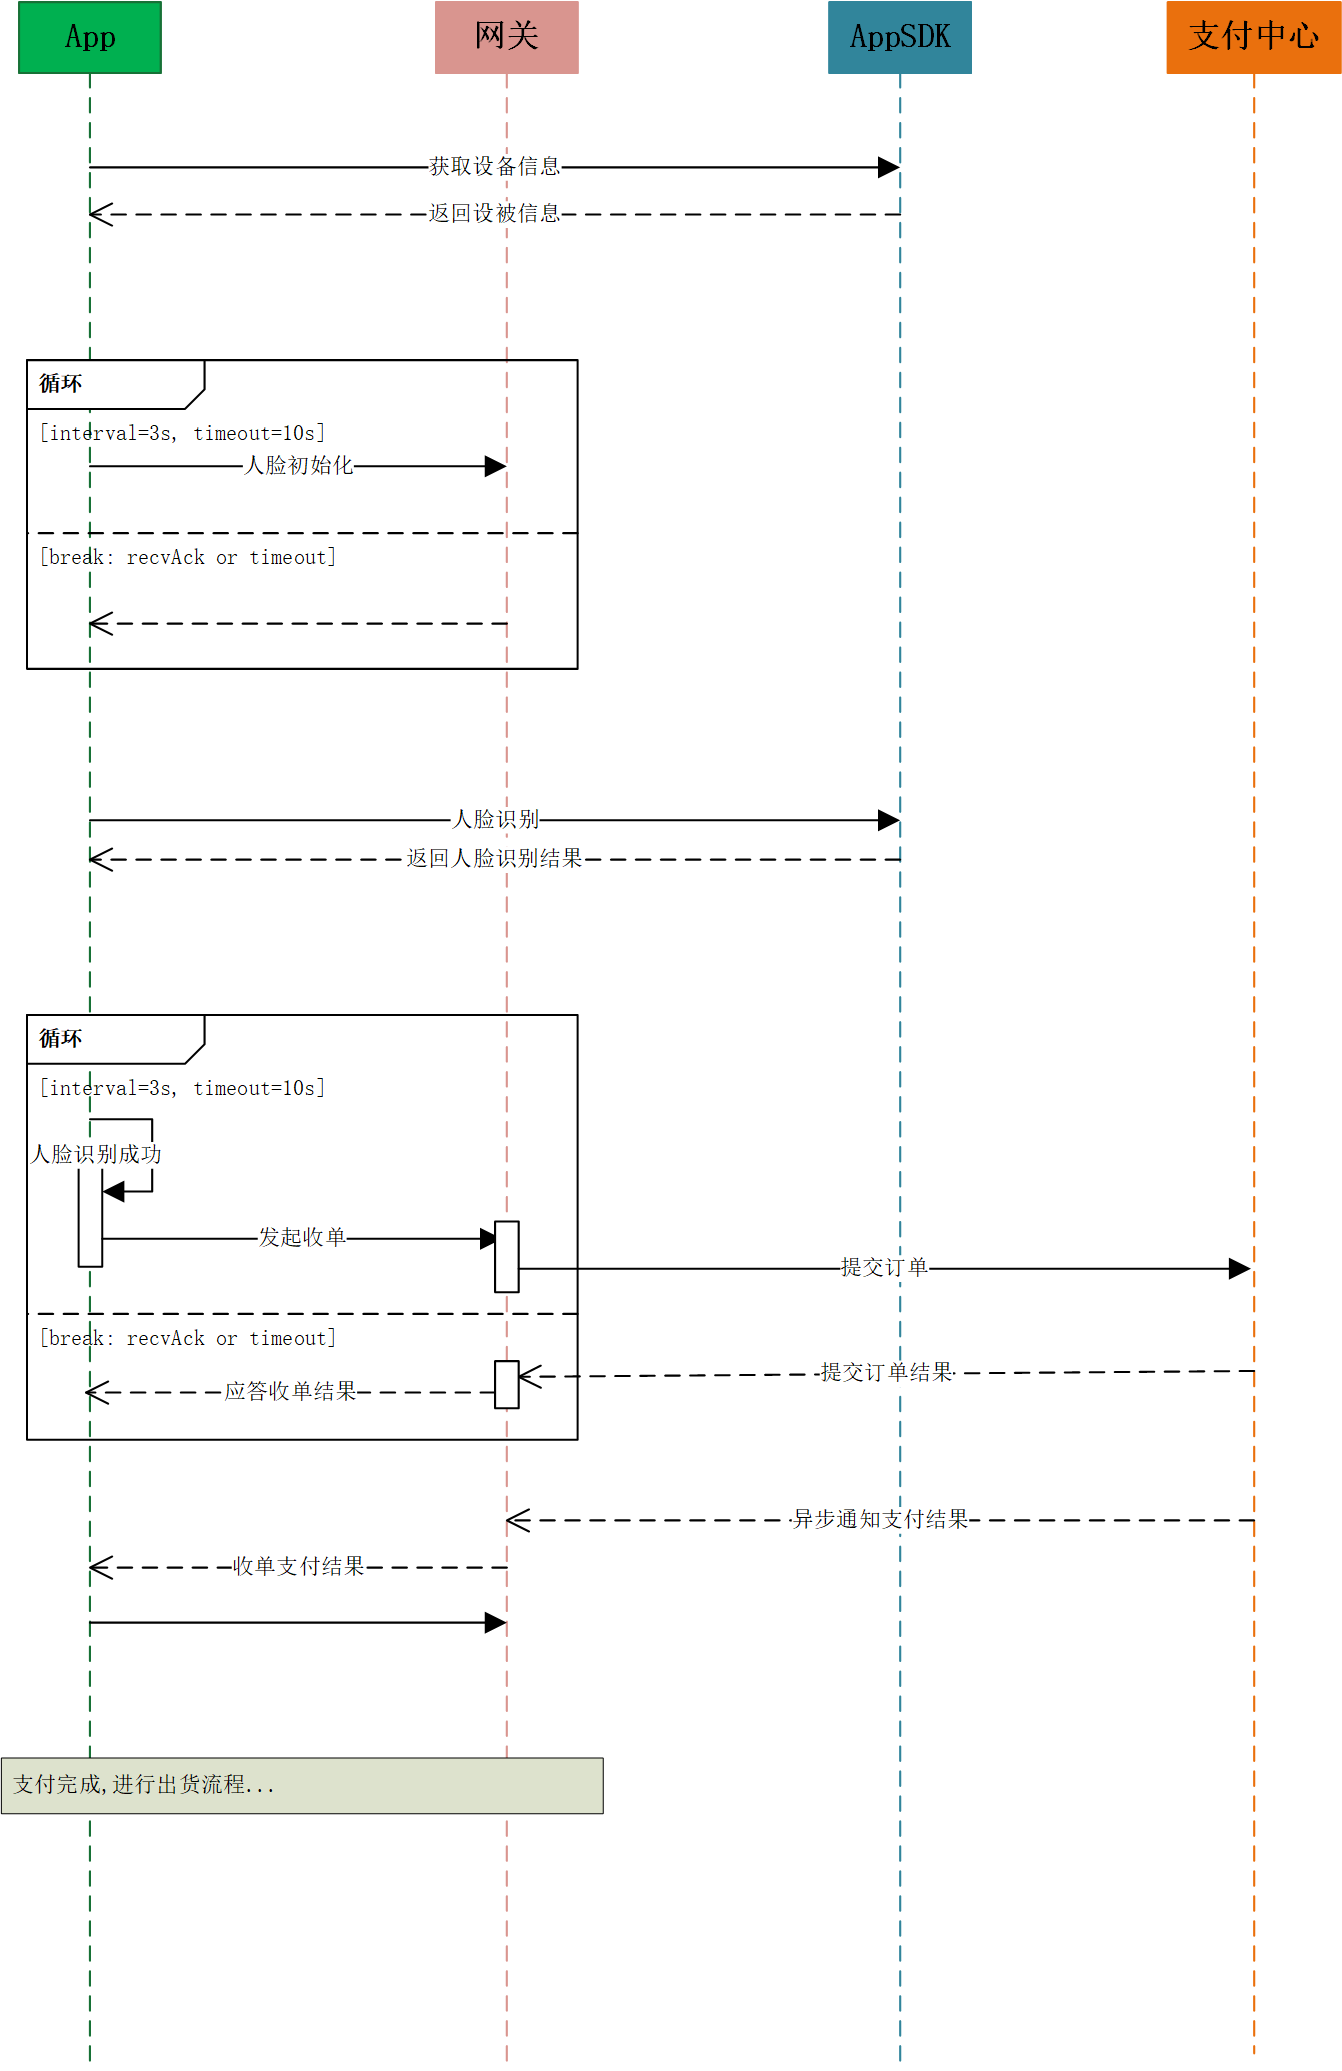 App
网关
AppSDK
支付中心
获取设备信息
返回设被信息
循环
[interval=3s, timeout=10s]
人脸初始化
[break: recvAck or timeout]
人脸识别
返回人脸识别结果
循环
[interval=3s, timeout=10s]
人脸识别成功
发起收单
提交订单
[break: recvAck or timeout]
提交订单结果
应答收单结果
异步通知支付结果
收单支付结果
支付完成,进行出货流程...